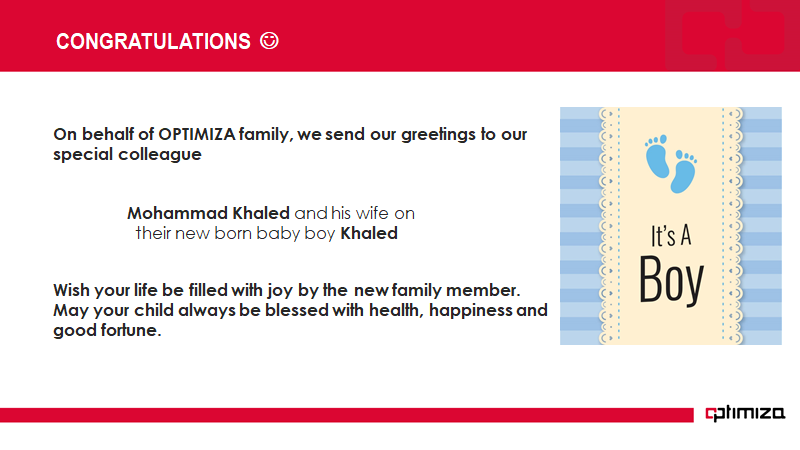 CONGRATULATIONS ☺
On behalf of OPTIMIZA family, we send our greetings to our
special colleague
Mohammad Khaled and his wife on
their new born baby boy Khaled
Wish your life be filled with joy by the new family member.
May your child always be blessed with health, happiness and
good fortune.
It's A
Boy
optimiza